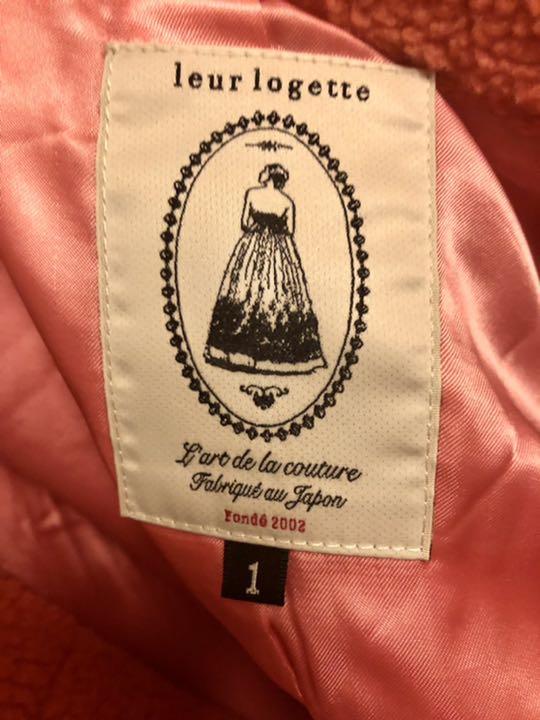 leur logette
L'art de la couture
Fabriqué au Japon
Fondé 2002
1